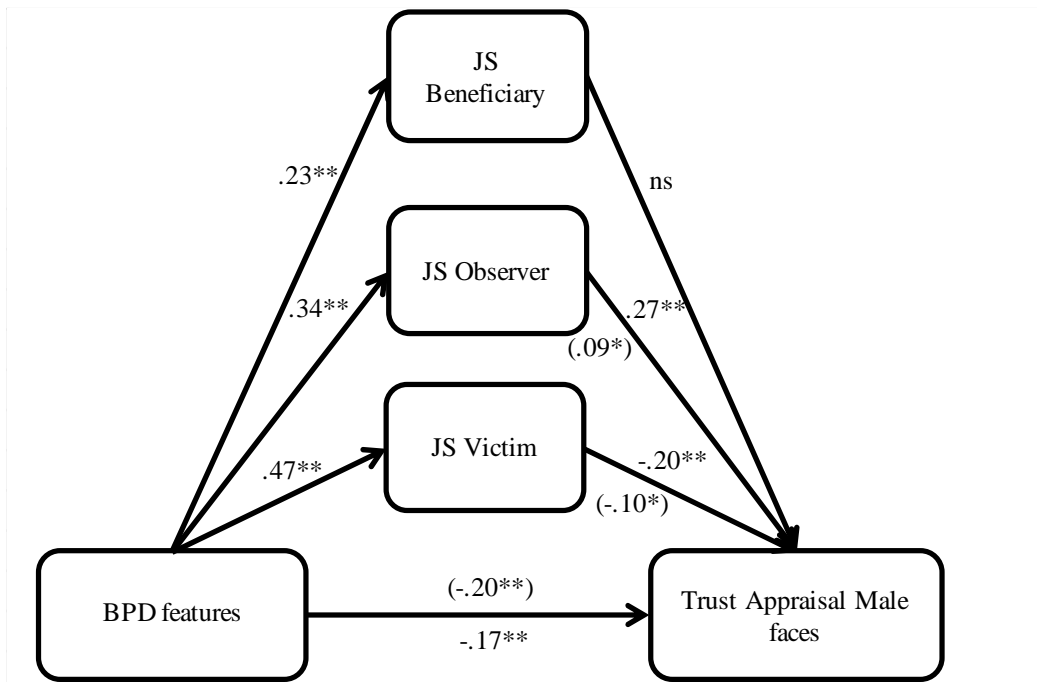 JS
Beneficiary
.23**
ns
JS Observer
.34**
.27**
(.09*)
JS Victim
.47**
-.20**
(-.10*)
BPD features
(-.20**)
-.17**
Trust Appraisal Male
faces